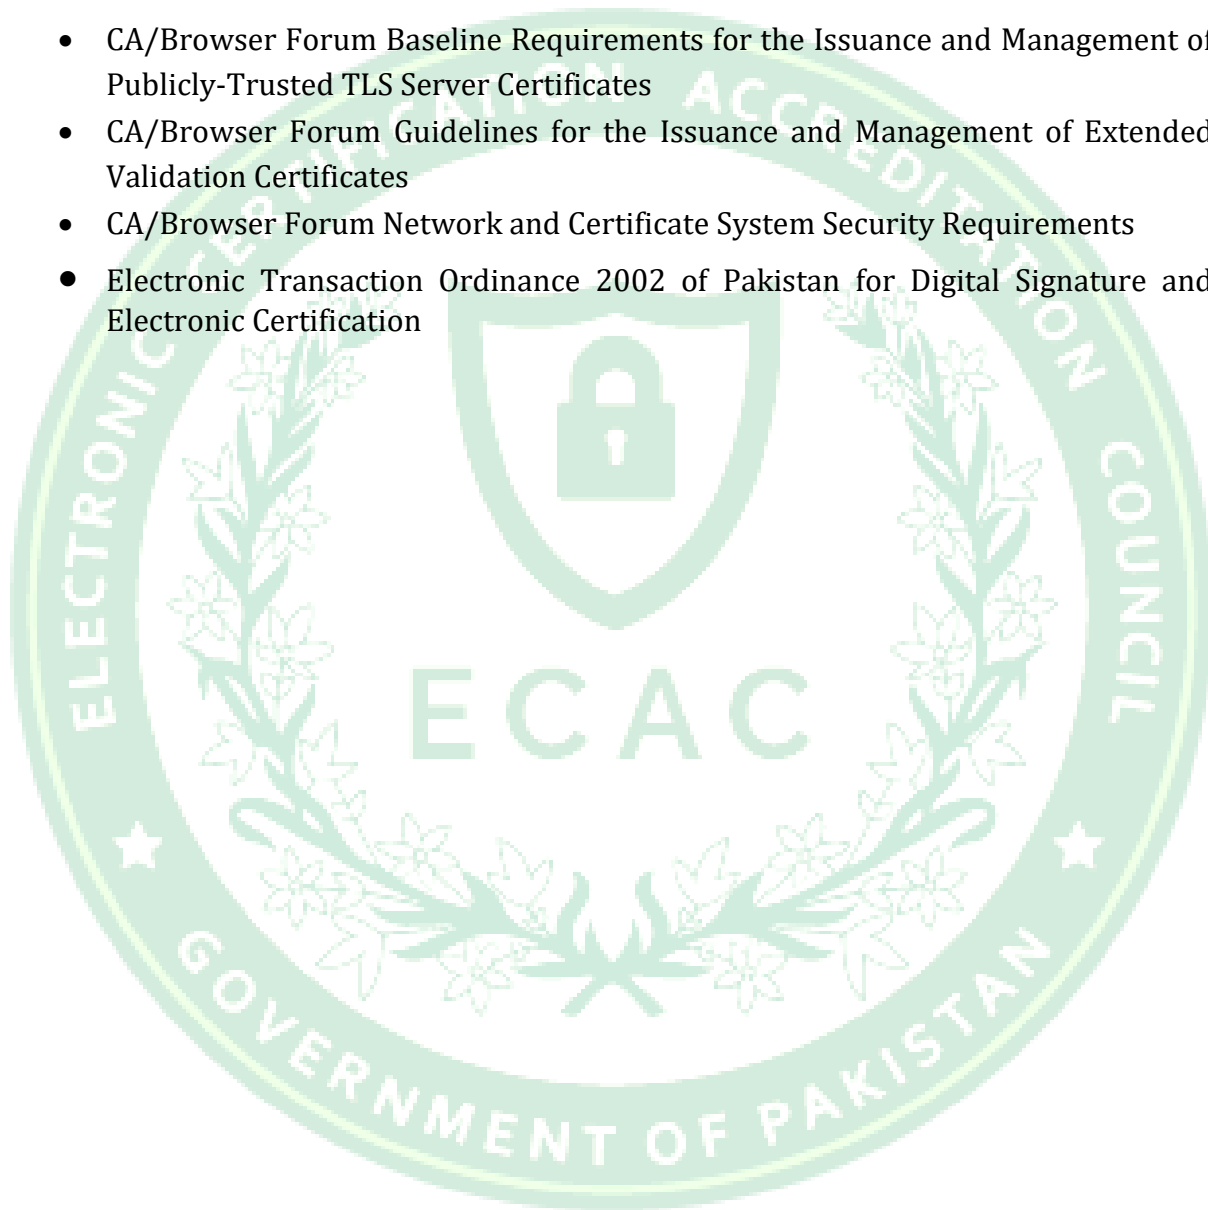 • CA/Browser Forum Baseline Requirements for the Issuance and Management of
Publicly-Trusted TLS Server Certificates
• CA/Browser Forum Guidelines for the Issuance and Management of Extended
Validation Certificates
• CA/Browser Forum Network and Certificate System Security Requirements
• Electronic Transaction Ordinance 2002 of Pakistan for Digital Signature and
Electronic Certification
ELECTRONIC CERTIFICATION ACCREDITATION COUNCIL
ECAC
GOVERNMENT OF PAKISTAN